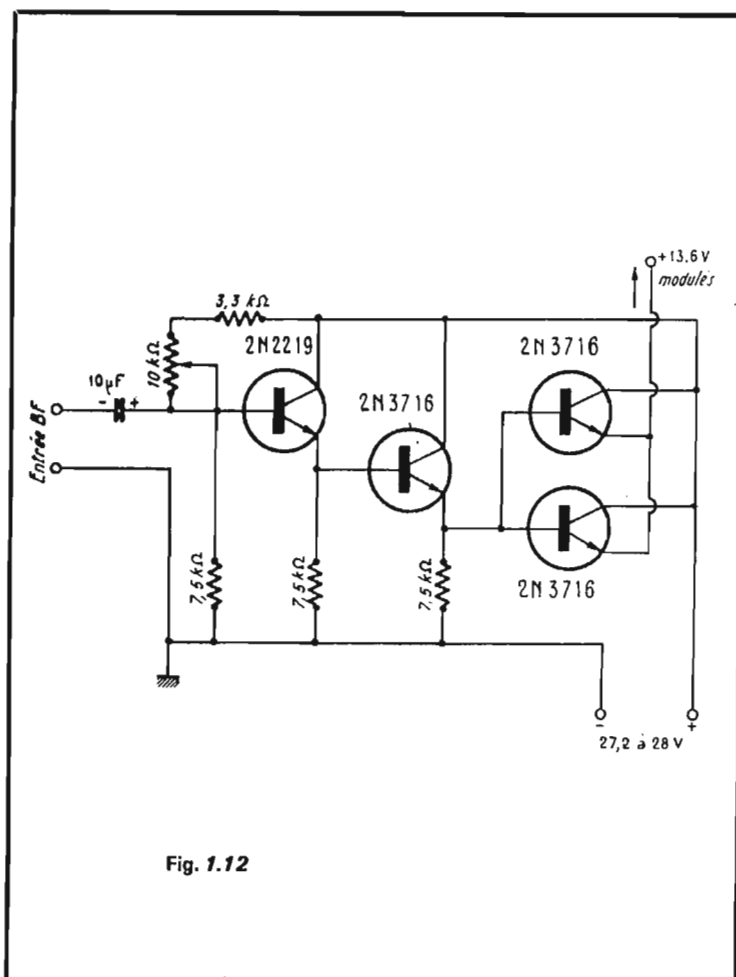 +13,6 V
modulés
3,3 kΩ
2N2219
2N3716
10 kΩ
10µF
- +
2N3716
Entrée BF
7,5 kΩ
7,5 kΩ
7,5 kΩ
2N3716
- +
27,2 à 28 V
Fig. 1.12